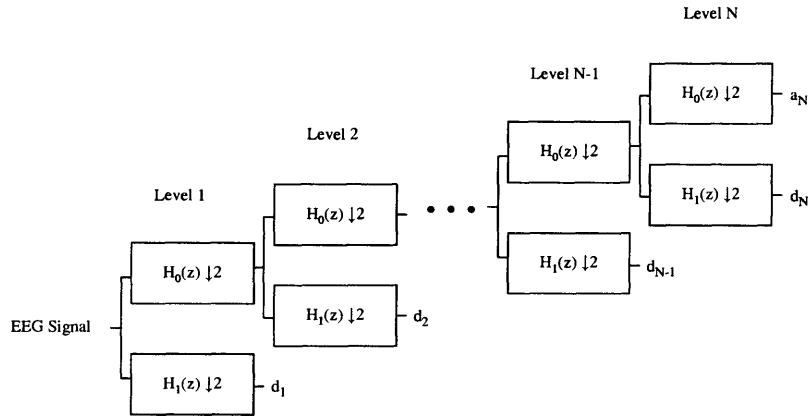 Level N
H₀(z) ↓2
a_N
Level N-1
H₀(z) ↓2
Level 2
H₁(z) ↓2
d_N
H₀(z) ↓2
• • •
Level 1
H₁(z) ↓2
d_N-1
H₀(z) ↓2
H₁(z) ↓2
d₂
EEG Signal
H₁(z) ↓2
d₁